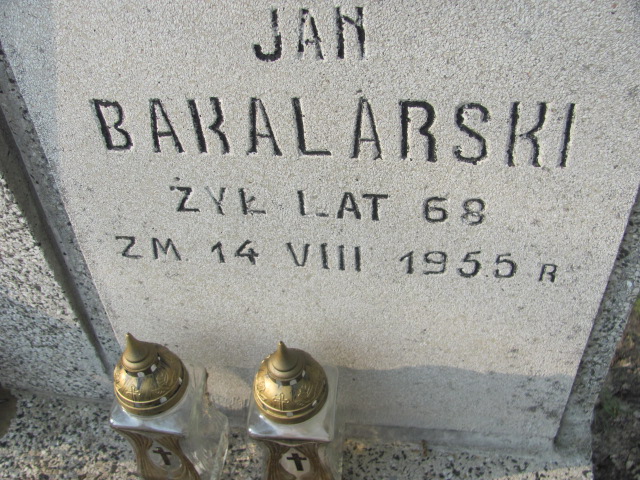 JAN
BAKALARSKI
ŻYŁ LAT 68
ZM. 14 VIII 1955 R